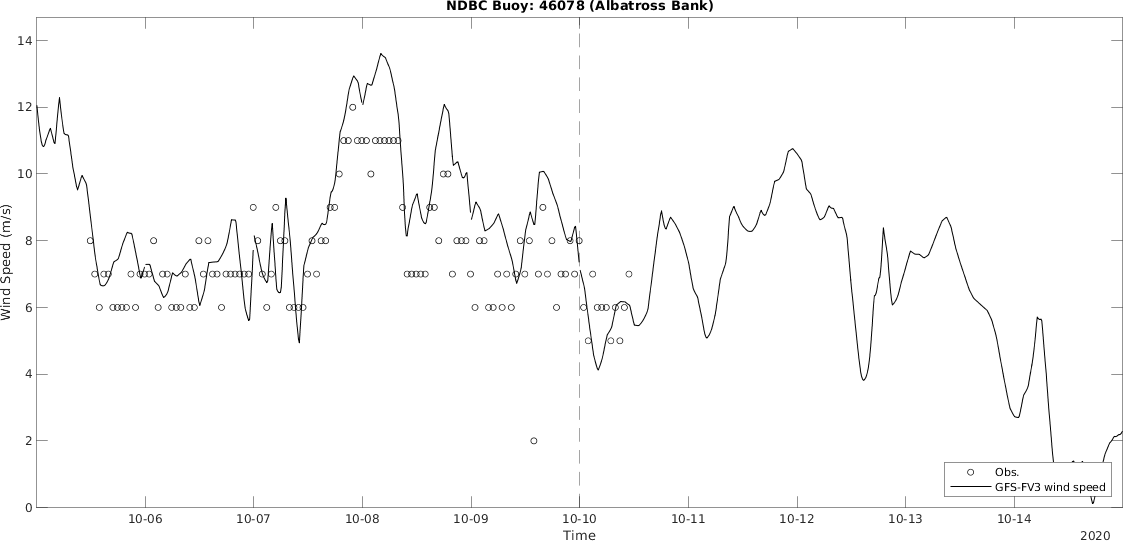 NDBC Buoy: 46078 (Albatross Bank)
14
12
10
8
6
4
2
0
Wind Speed (m/s)
10-06 10-07 10-08 10-09 10-10 10-11 10-12 10-13 10-14
Time
2020
Obs.
GFS-FV3 wind speed